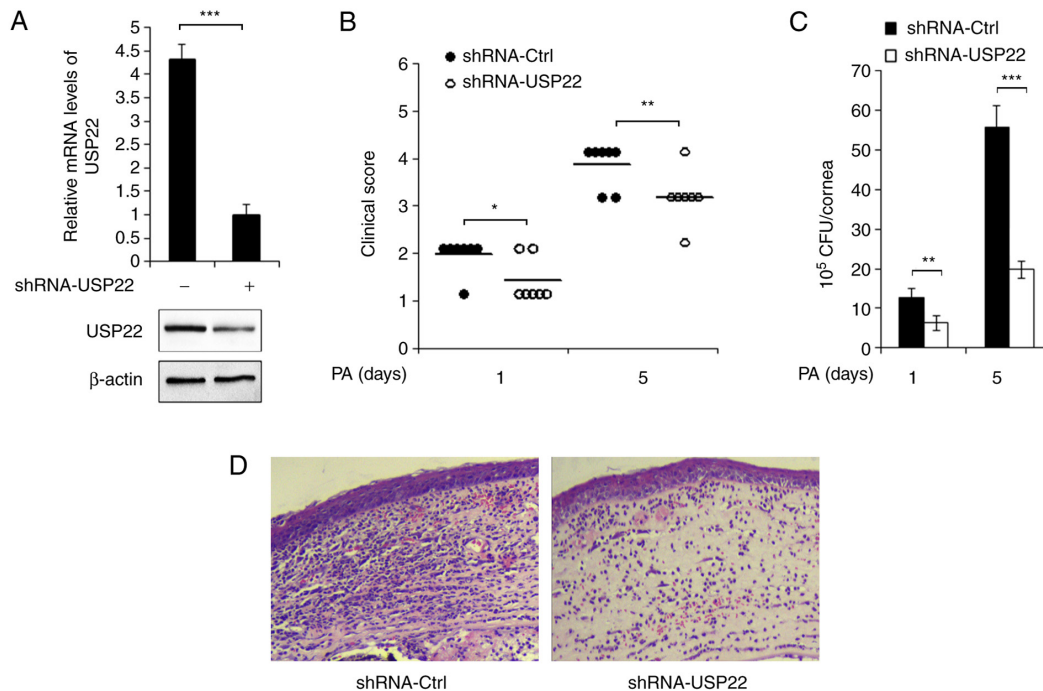 A
***
5
4.5
4
3.5
3
2.5
2
1.5
1
0.5
0
Relative mRNA levels of
USP22
shRNA-USP22 – +
USP22
β-actin
B
shRNA-Ctrl
shRNA-USP22
6
5
4
3
2
1
0
Clinical score
*
**
PA (days) 1 5
C
shRNA-Ctrl
shRNA-USP22
70
60
50
40
30
20
10
0
10⁵ CFU/cornea
**
***
PA (days) 1 5
D
shRNA-Ctrl
shRNA-USP22